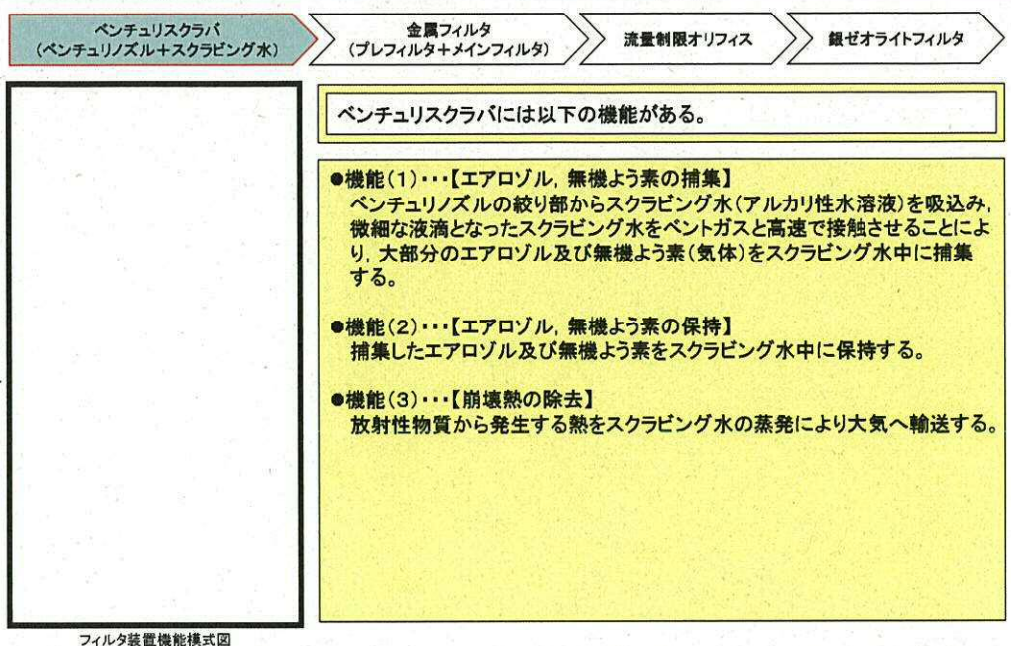 ベンチュリスクラバ
(ベンチュリノズル+スクラビング水)
金属フィルタ
(プレフィルタ+メインフィルタ)
流量制限オリフィス
銀ゼオライトフィルタ
ベンチュリスクラバには以下の機能がある。
●機能(1)・・・【エアロゾル, 無機よう素の捕集】
ベンチュリノズルの絞り部からスクラビング水(アルカリ性水溶液)を吸込み,
微細な液滴となったスクラビング水をベントガスと高速で接触させることによ
り, 大部分のエアロゾル及び無機よう素(気体)をスクラビング水中に捕集
する。
●機能(2)・・・【エアロゾル, 無機よう素の保持】
捕集したエアロゾル及び無機よう素をスクラビング水中に保持する。
●機能(3)・・・【崩壊熱の除去】
放射性物質から発生する熱をスクラビング水の蒸発により大気へ輸送する。
フィルタ装置機能模式図